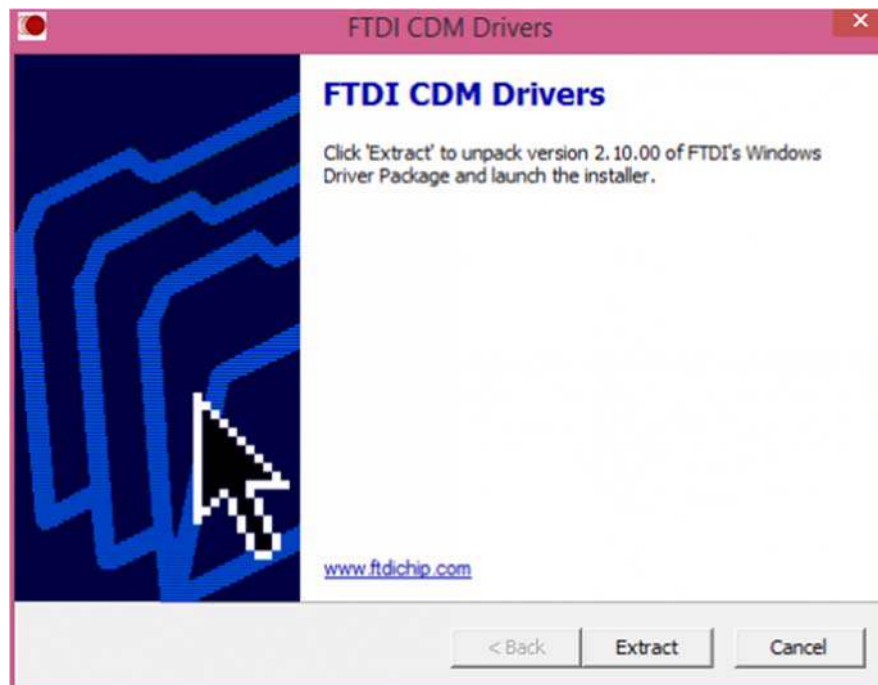 FTDI CDM Drivers
FTDI CDM Drivers
Click 'Extract' to unpack version 2.10.00 of FTDI's Windows
Driver Package and launch the installer.
www.ftdichip.com
< Back
Extract
Cancel